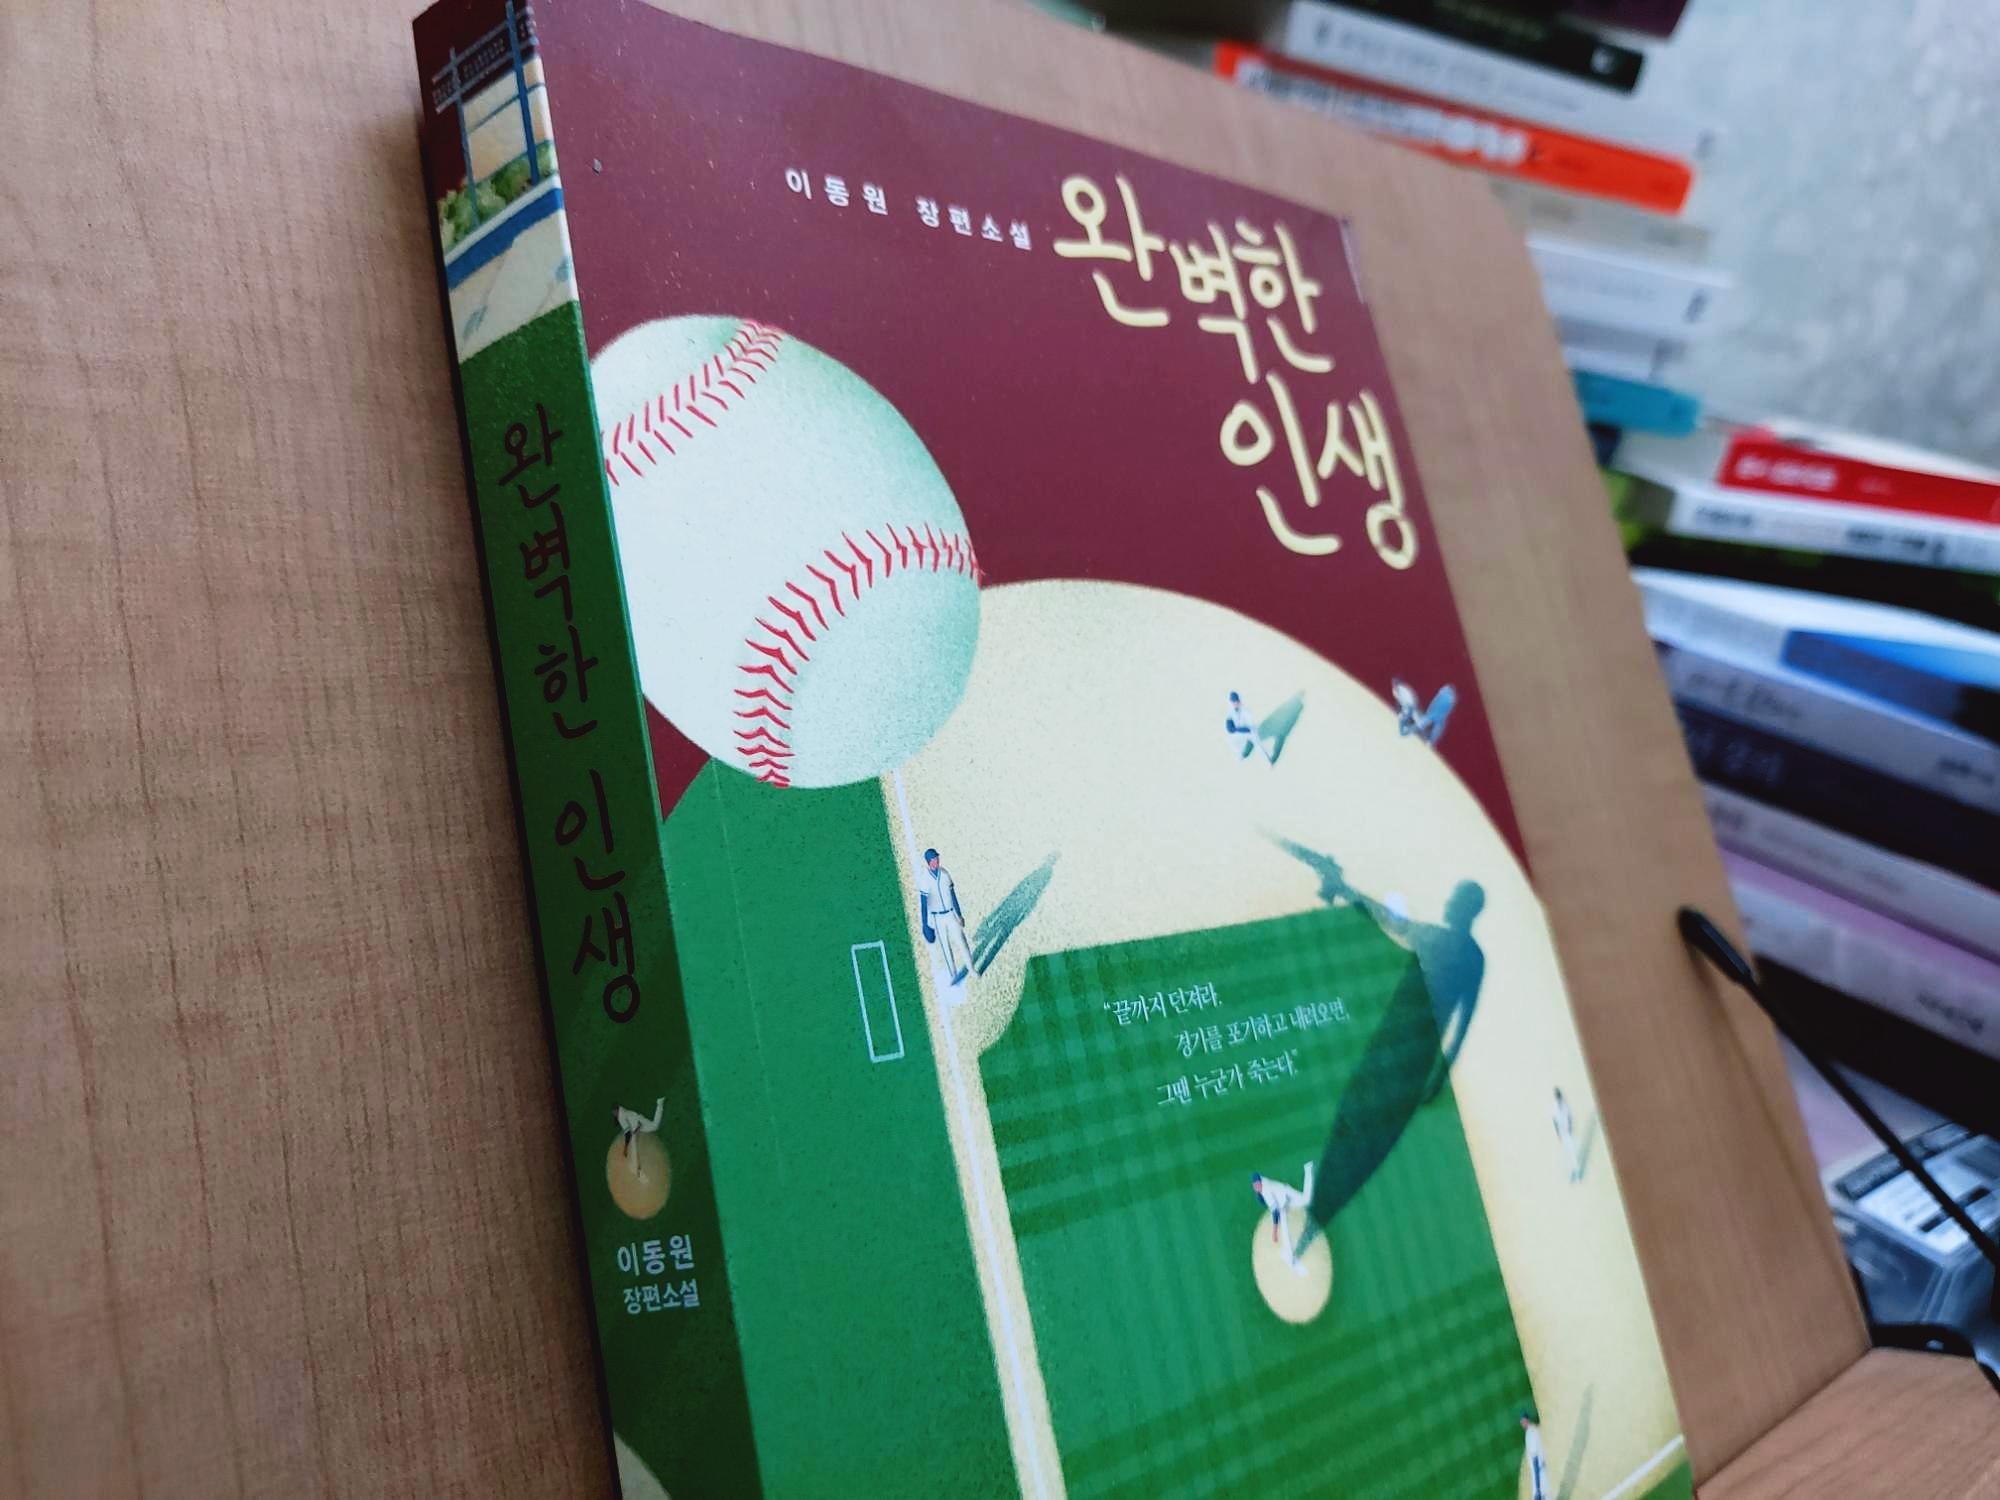 이동원 장편소설
완벽한
인생
"끝까지 던져라.
경기를 포기하고 내려오면,
그땐 누군가 죽는다."
완벽한 인생
이동원
장편소설